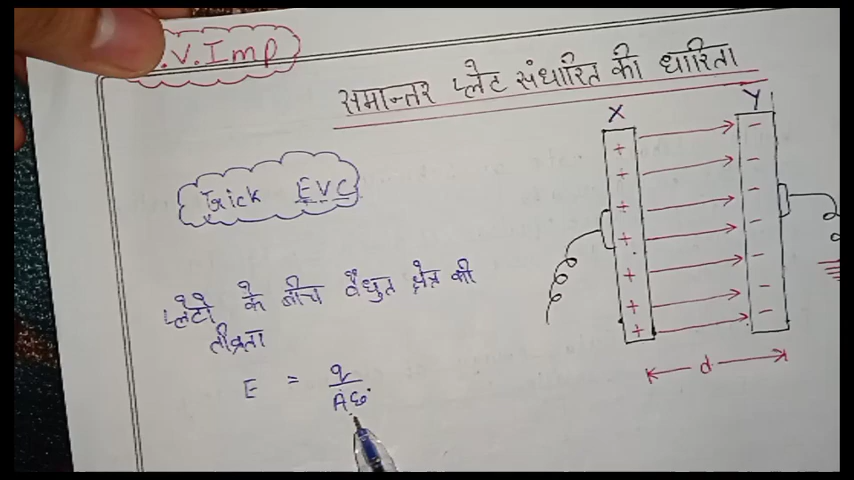 .V.Imp
समान्तर प्लेट संधारित की धारिता
X
Y
Trick EVC
प्लेटो के बीच वैधुत क्षेत्र की
तीव्रता
E = q
Aε₀
+
+
+
+
+
+
+
-
-
-
-
-
-
-
d